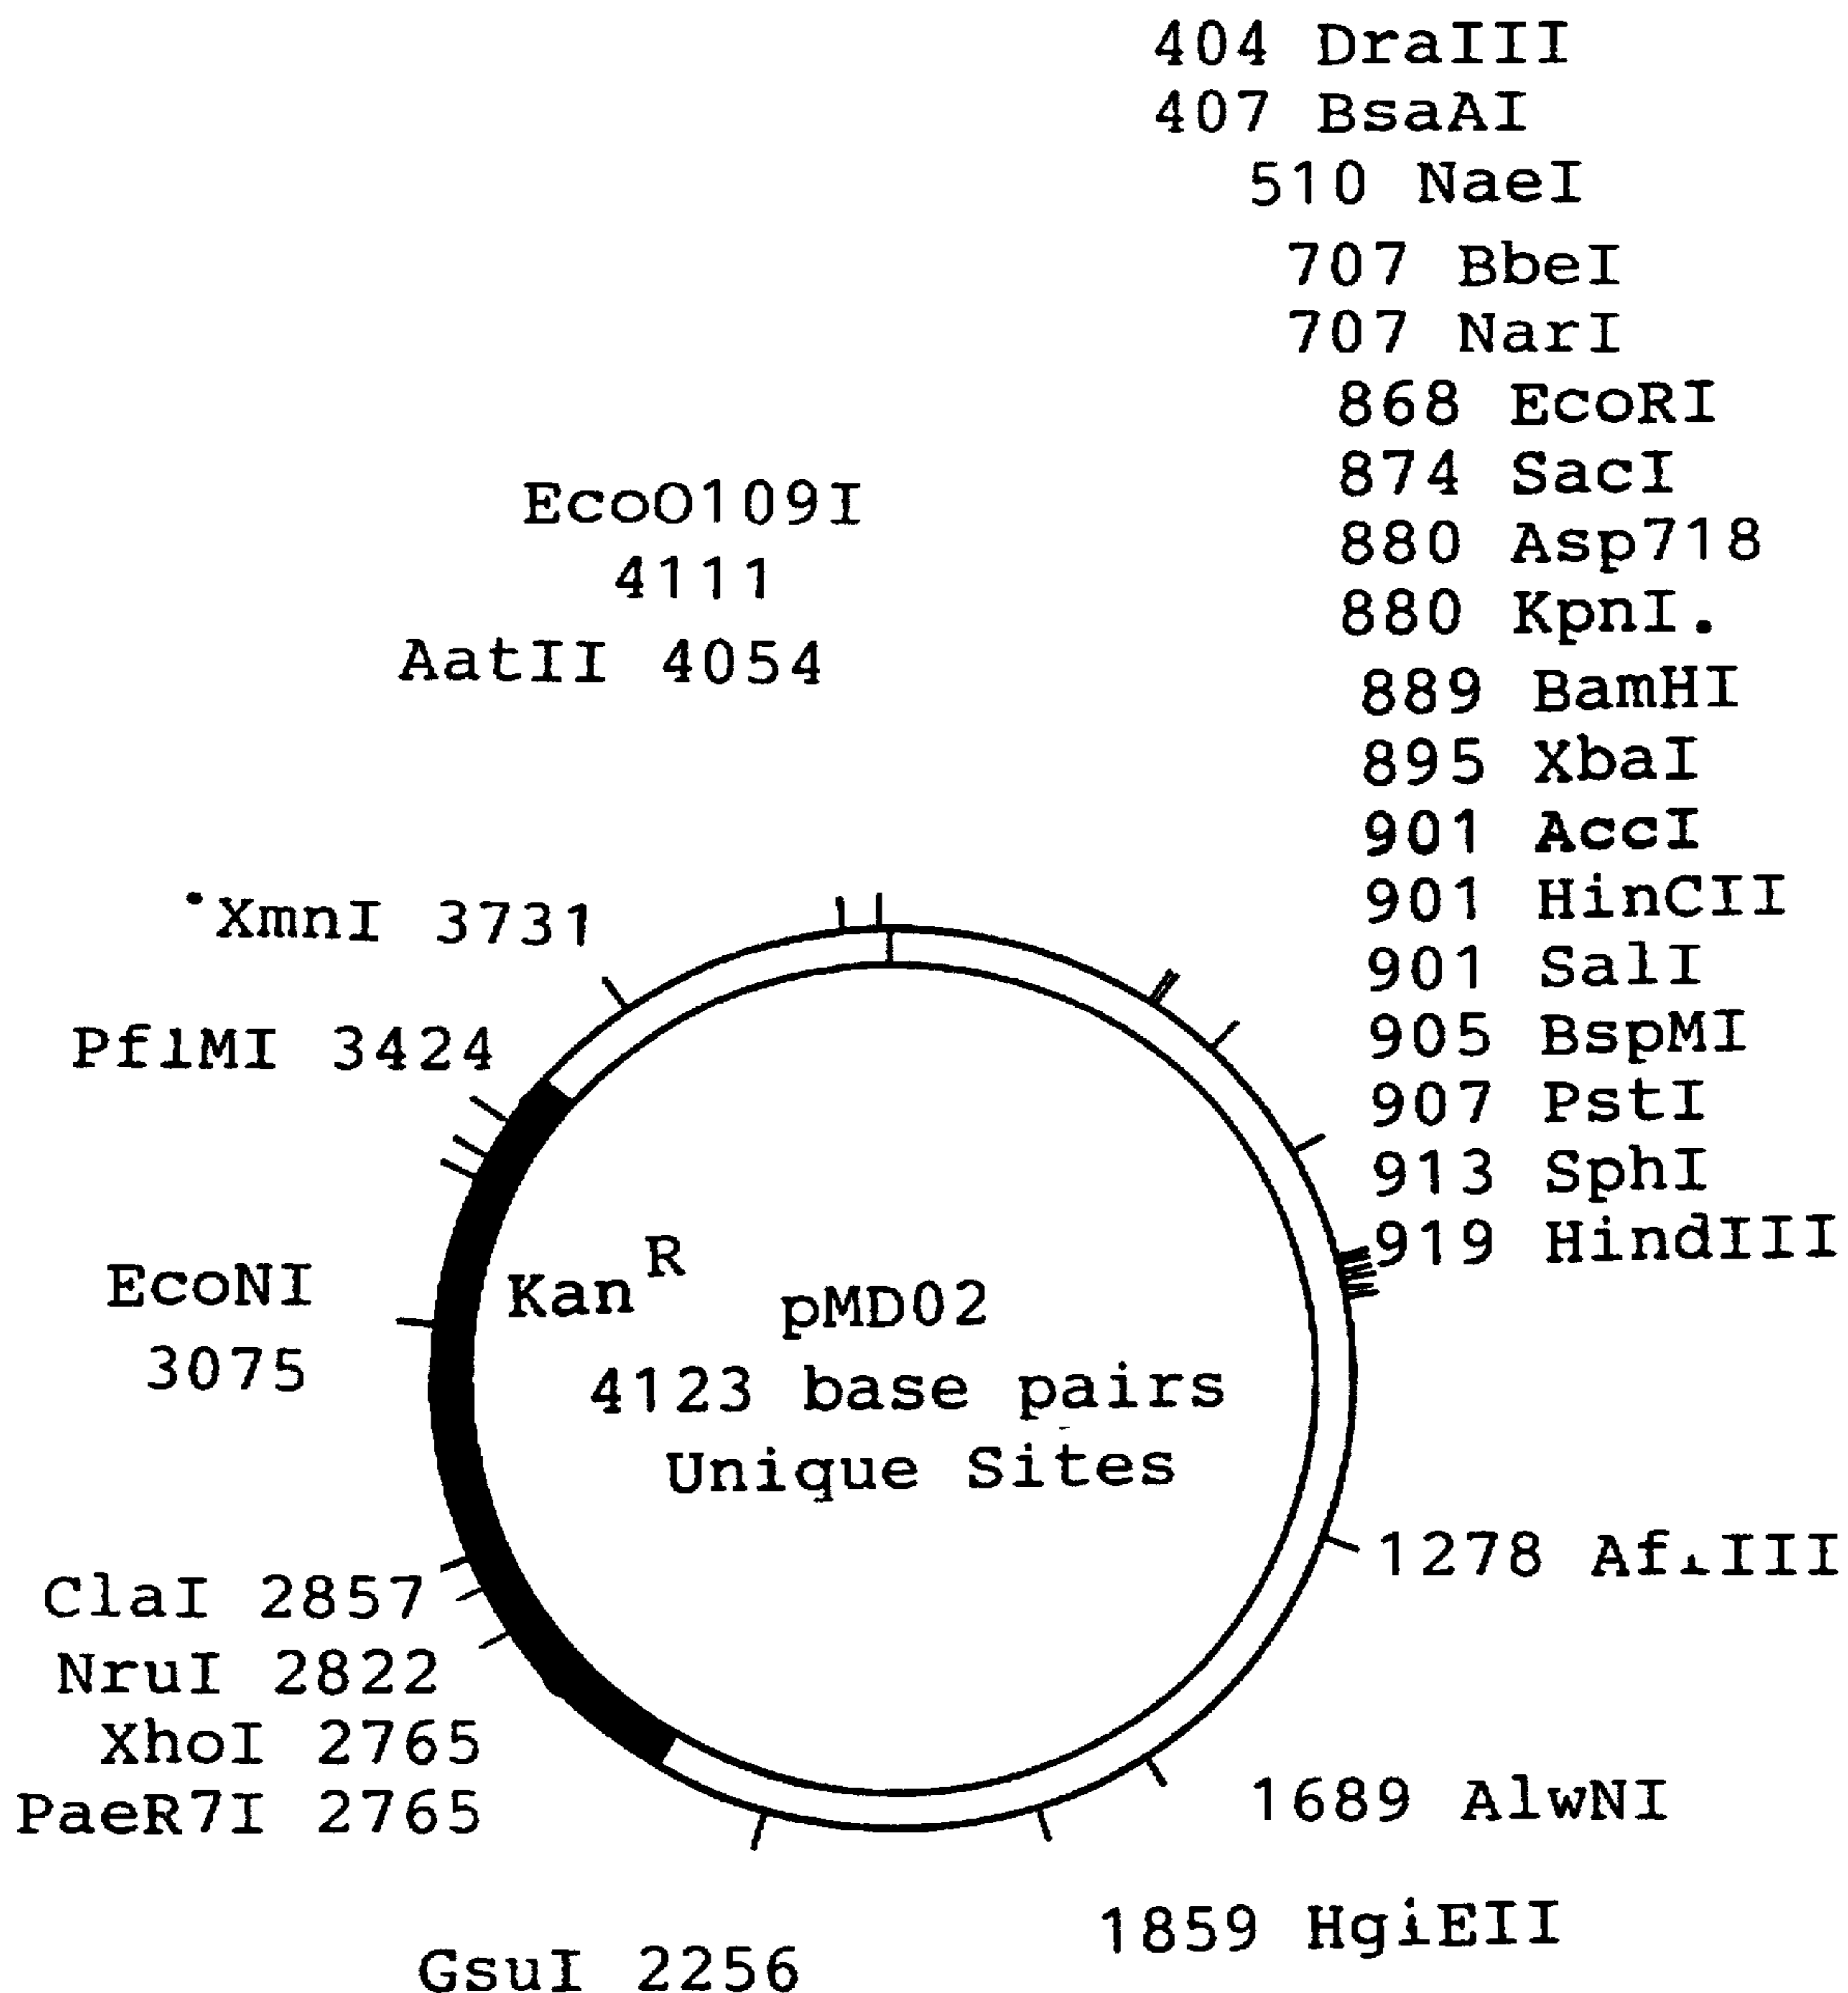 404 DraIII
407 BsaAI
510 NaeI
707 BbeI
707 NarI
868 EcoRI
874 SacI
880 Asp718
880 KpnI.
889 BamHI
895 XbaI
901 AccI
901 HinCII
901 SalI
905 BspMI
907 PstI
913 SphI
919 HindIII
1278
1689 AlwNI
1859 HgiEII
GsuI 2256
PaeR7I 2765
XhoI 2765
NruI 2822
ClaI 2857
EcoNI
3075
PflMI 3424
XmnI 3731
AatII 4054
EcoO109I
4111
Kan R
pMD02
4123 base pairs
Unique Sites